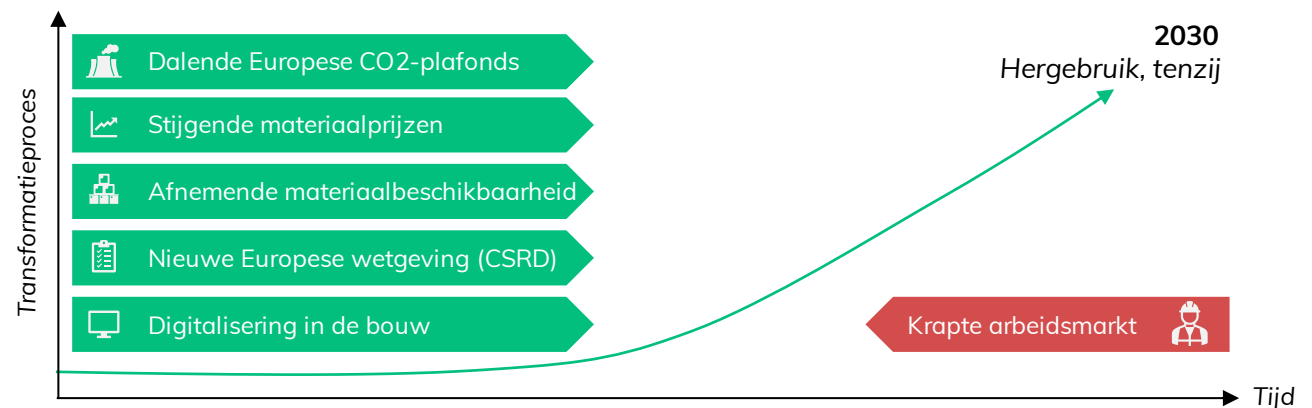 Transformatieproces
Dalende Europese CO2-plafonds
Stijgende materiaalprijzen
Afnemende materiaalbeschikbaarheid
Nieuwe Europese wetgeving (CSRD)
Digitalisering in de bouw
2030
Hergebruik, tenzij
Krapte arbeidsmarkt
Tijd